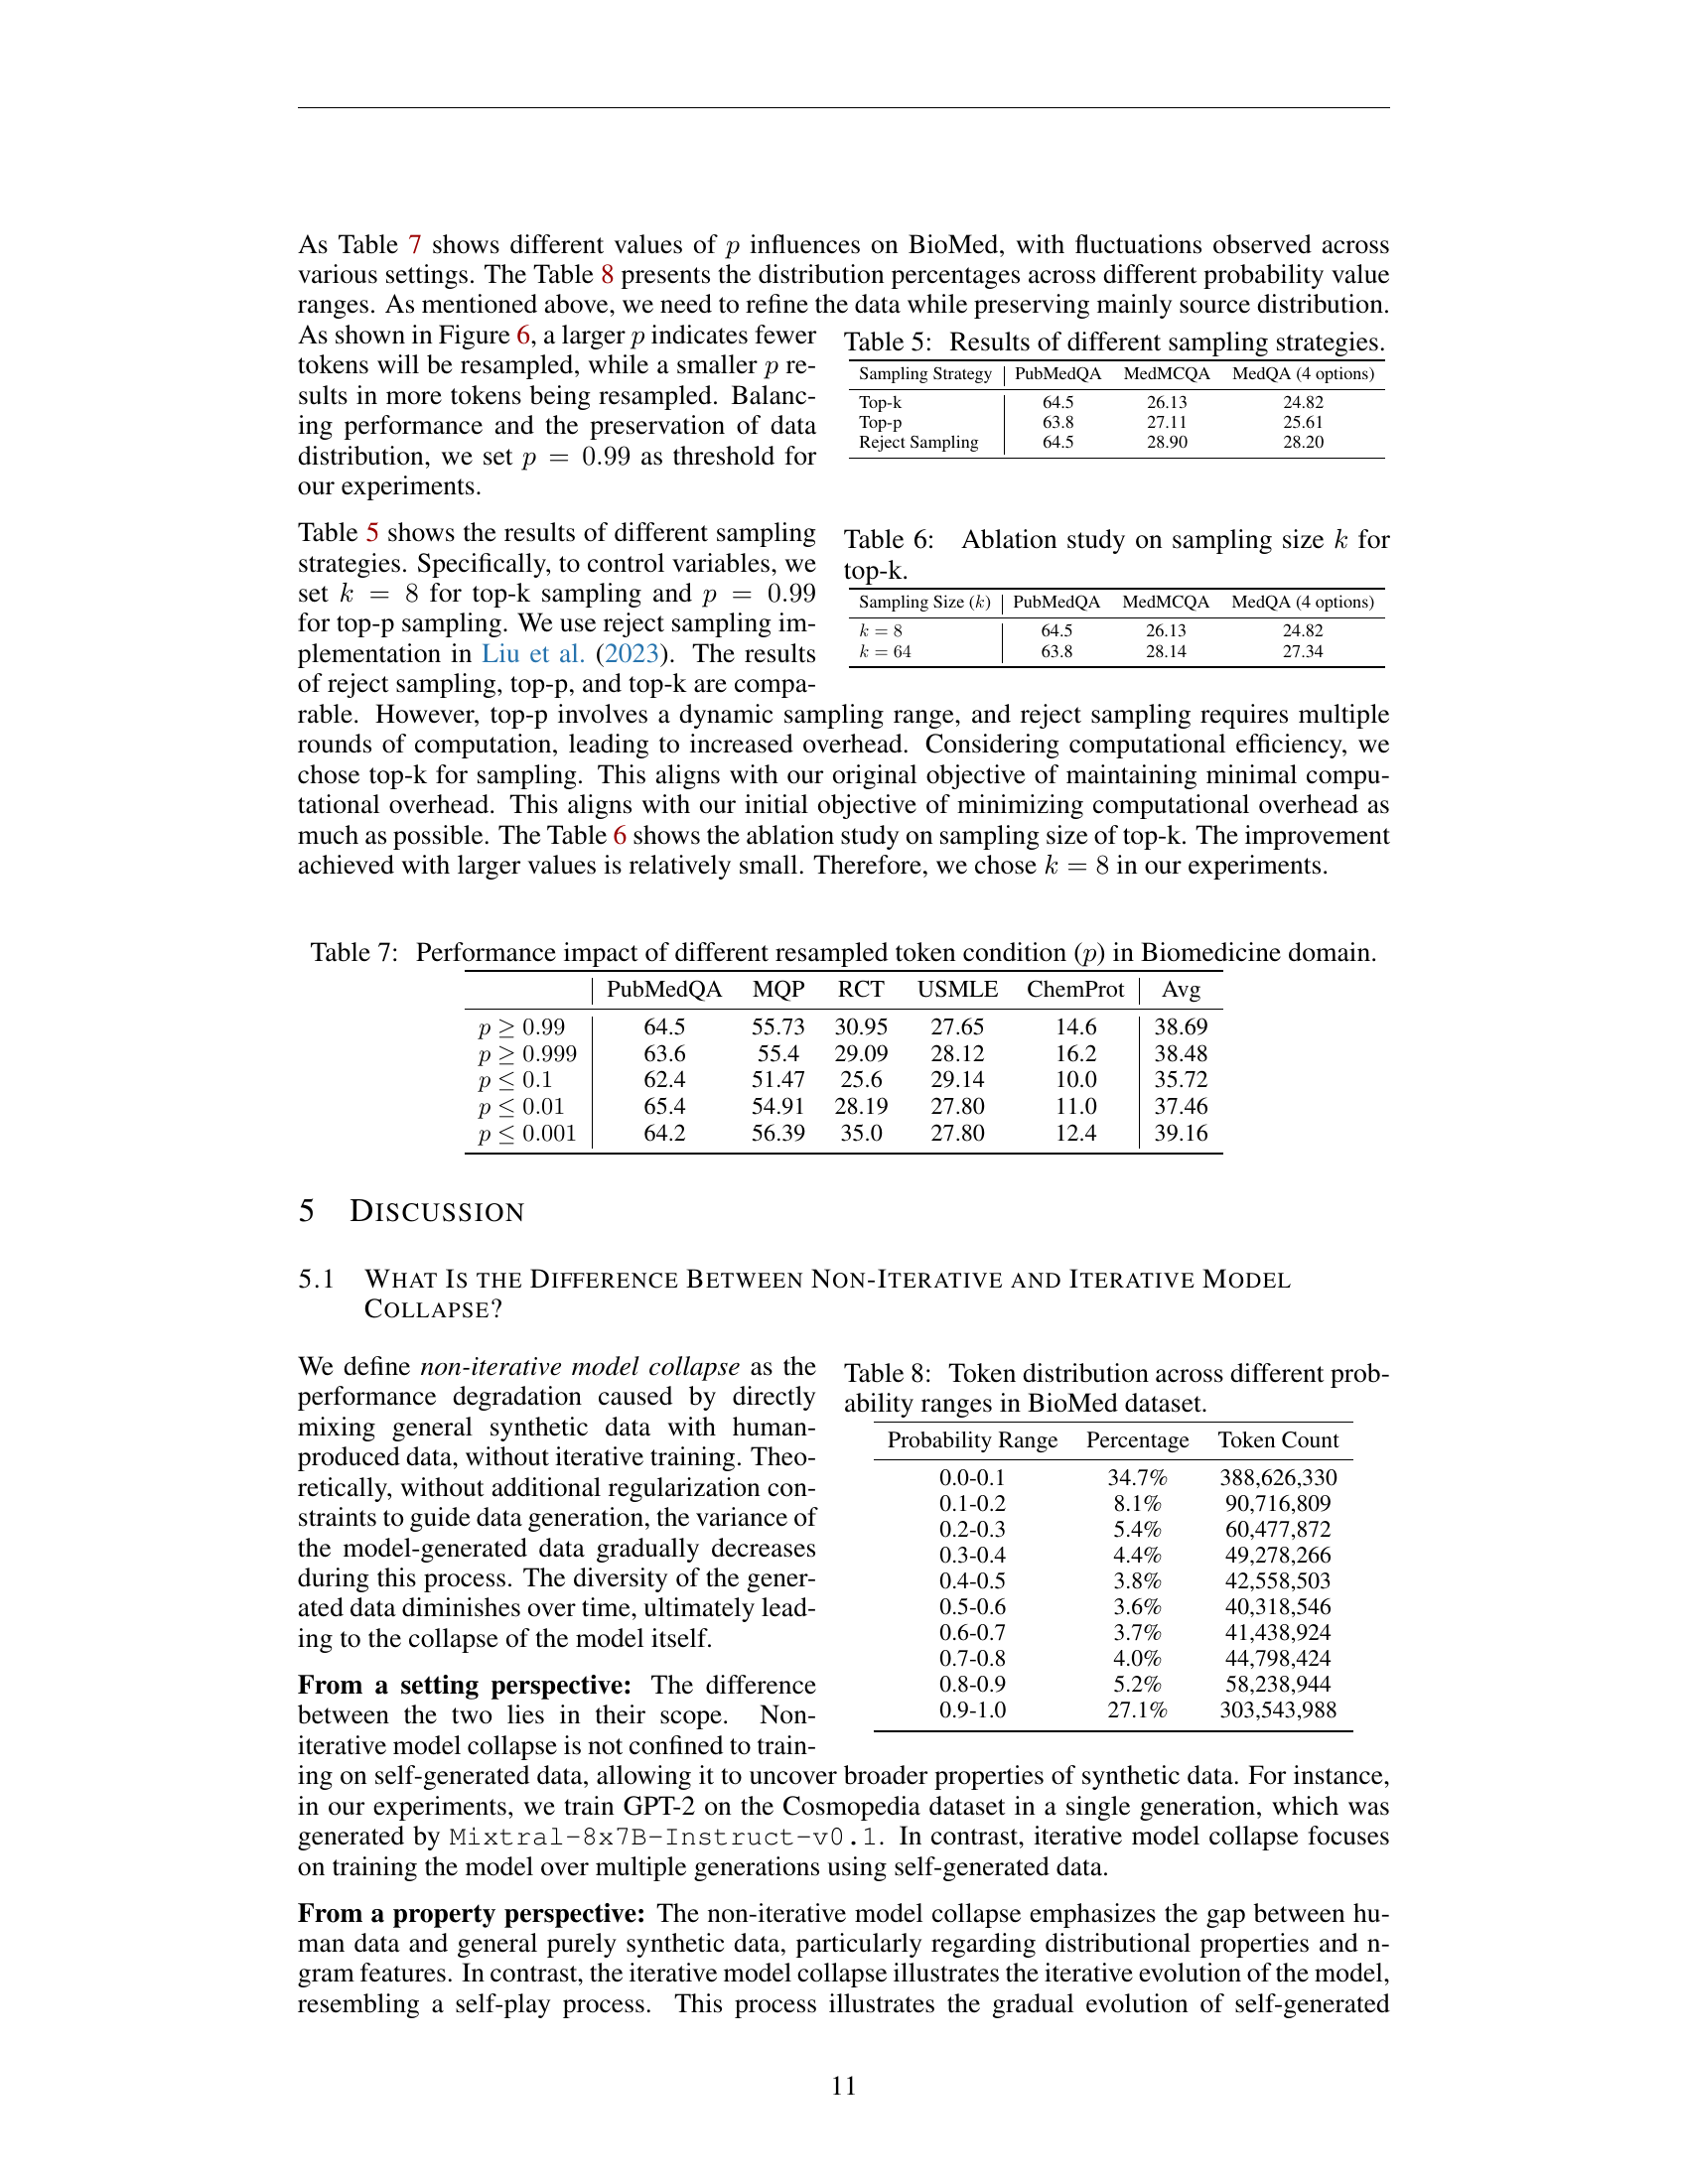 As Table 7 shows different values of p influences on BioMed, with fluctuations observed across
various settings. The Table 8 presents the distribution percentages across different probability value
ranges. As mentioned above, we need to refine the data while preserving mainly source distribution.
As shown in Figure 6, a larger p indicates fewer
tokens will be resampled, while a smaller p re-
sults in more tokens being resampled. Balanc-
ing performance and the preservation of data
distribution, we set p = 0.99 as threshold for
our experiments.
Table 5: Results of different sampling strategies.
Sampling Strategy PubMedQA MedMCQA MedQA (4 options)
Top-k 64.5 26.13 24.82
Top-p 63.8 27.11 25.61
Reject Sampling 64.5 28.90 28.20
Table 5 shows the results of different sampling
strategies. Specifically, to control variables, we
set k = 8 for top-k sampling and p = 0.99
for top-p sampling. We use reject sampling im-
plementation in Liu et al. (2023). The results
of reject sampling, top-p, and top-k are compa-
Table 6: Ablation study on sampling size k for
top-k.
Sampling Size (k) PubMedQA MedMCQA MedQA (4 options)
k = 8 64.5 26.13 24.82
k = 64 63.8 28.14 27.34
rable. However, top-p involves a dynamic sampling range, and reject sampling requires multiple
rounds of computation, leading to increased overhead. Considering computational efficiency, we
chose top-k for sampling. This aligns with our original objective of maintaining minimal compu-
tational overhead. This aligns with our initial objective of minimizing computational overhead as
much as possible. The Table 6 shows the ablation study on sampling size of top-k. The improvement
achieved with larger values is relatively small. Therefore, we chose k = 8 in our experiments.
Table 7: Performance impact of different resampled token condition (p) in Biomedicine domain.
PubMedQA MQP RCT USMLE ChemProt Avg
p ≥ 0.99 64.5 55.73 30.95 27.65 14.6 38.69
p ≥ 0.999 63.6 55.4 29.09 28.12 16.2 38.48
p ≤ 0.1 62.4 51.47 25.6 29.14 10.0 35.72
p ≤ 0.01 65.4 54.91 28.19 27.80 11.0 37.46
p ≤ 0.001 64.2 56.39 35.0 27.80 12.4 39.16
5 DISCUSSION
5.1 WHAT IS THE DIFFERENCE BETWEEN NON-ITERATIVE AND ITERATIVE MODEL
COLLAPSE?
We define non-iterative model collapse as the
performance degradation caused by directly
mixing general synthetic data with human-
produced data, without iterative training. Theo-
retically, without additional regularization con-
straints to guide data generation, the variance of
the model-generated data gradually decreases
during this process. The diversity of the gener-
ated data diminishes over time, ultimately lead-
ing to the collapse of the model itself.
Table 8: Token distribution across different prob-
ability ranges in BioMed dataset.
Probability Range Percentage Token Count
0.0-0.1 34.7% 388,626,330
0.1-0.2 8.1% 90,716,809
0.2-0.3 5.4% 60,477,872
0.3-0.4 4.4% 49,278,266
0.4-0.5 3.8% 42,558,503
0.5-0.6 3.6% 40,318,546
0.6-0.7 3.7% 41,438,924
0.7-0.8 4.0% 44,798,424
0.8-0.9 5.2% 58,238,944
0.9-1.0 27.1% 303,543,988
From a setting perspective: The difference
between the two lies in their scope. Non-
iterative model collapse is not confined to train-
ing on self-generated data, allowing it to uncover broader properties of synthetic data. For instance,
in our experiments, we train GPT-2 on the Cosmopedia dataset in a single generation, which was
generated by Mixtral-8x7B-Instruct-v0.1. In contrast, iterative model collapse focuses
on training the model over multiple generations using self-generated data.
From a property perspective: The non-iterative model collapse emphasizes the gap between hu-
man data and general purely synthetic data, particularly regarding distributional properties and n-
gram features. In contrast, the iterative model collapse illustrates the iterative evolution of the model,
resembling a self-play process. This process illustrates the gradual evolution of self-generated
11